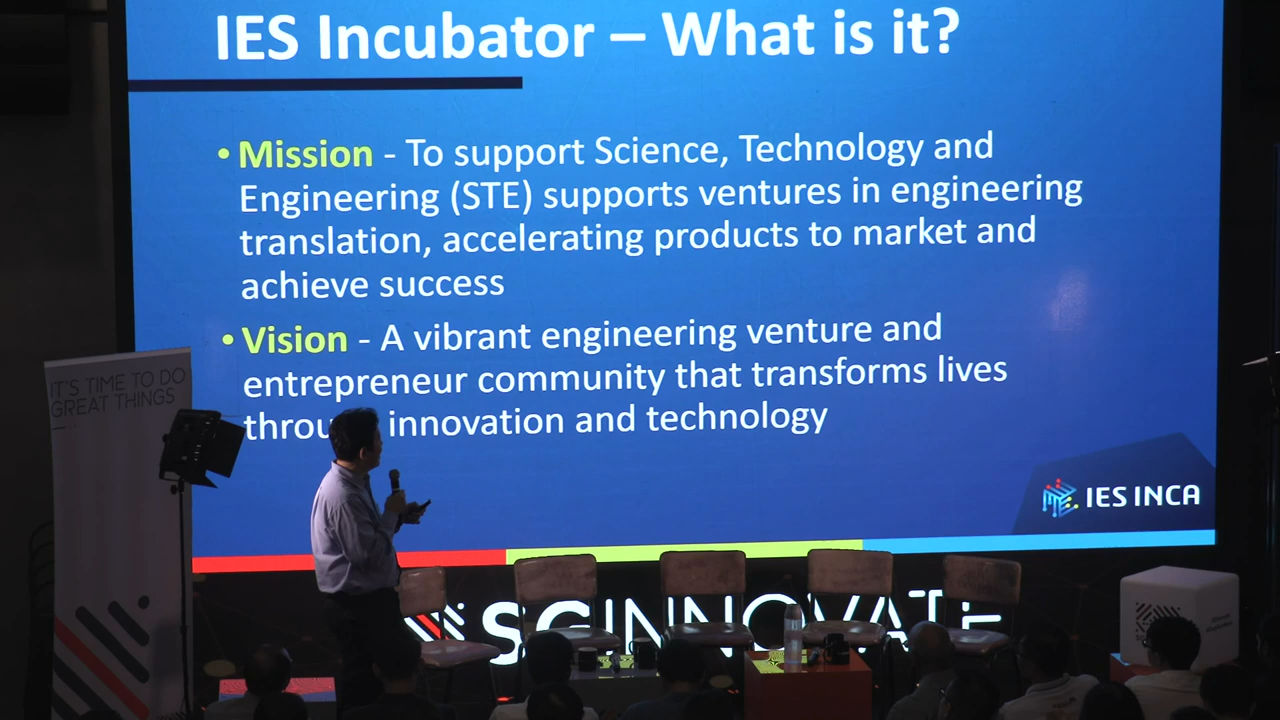 IES Incubator – What is it?
• Mission - To support Science, Technology and
Engineering (STE) supports ventures in engineering
translation, accelerating products to market and
achieve success
• Vision - A vibrant engineering venture and
entrepreneur community that transforms lives
through innovation and technology
IES INCA
IT'S TIME TO DO
GREAT THINGS
SGINNOVATE